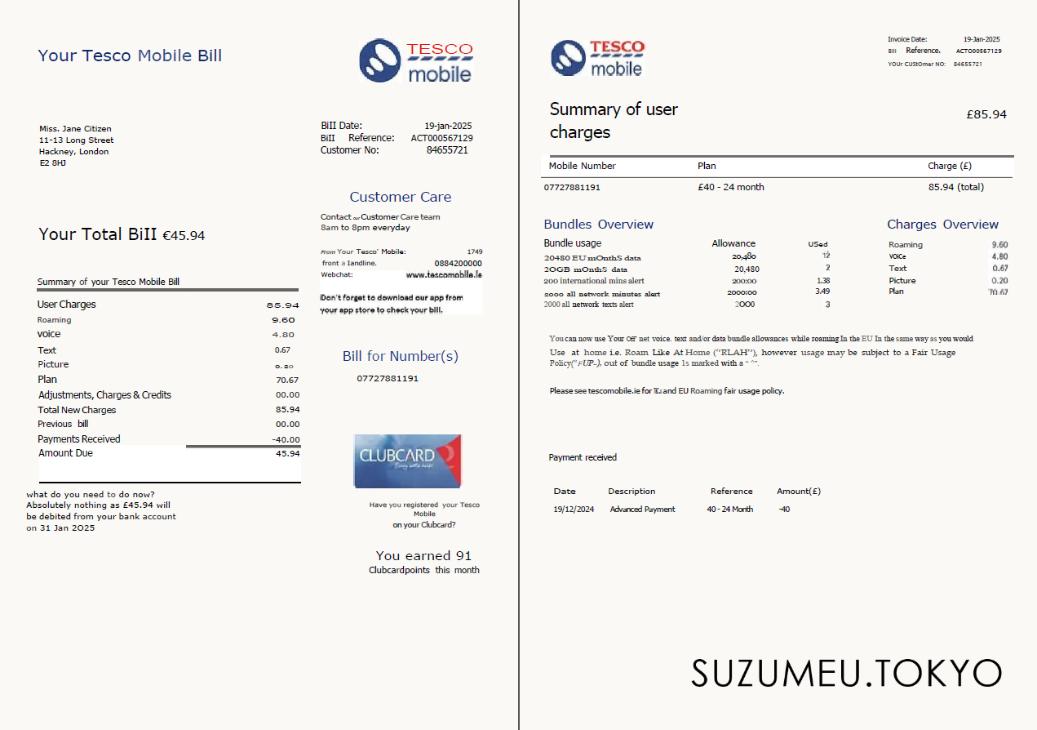 Your Tesco Mobile Bill
TESCO
mobile
Miss. Jane Citizen
11-13 Long Street
Hackney, London
E2 8HJ
BiII Date: 19-jan-2025
BiII Reference: ACT000567129
Customer No: 84655721
Customer Care
Contact our Customer Care team
8am to 8pm everyday
From Your Tesco' Mobile: 1749
front a landline. 0884200000
Webchat: www.tescomoblle.le
Don't forget to download our app from
your app store to check your bill.
Your Total BiII €45.94
Summary of your Tesco Mobile Bill
User Charges 85.94
Roaming 9.60
voice 4.80
Text 0.67
Picture
Plan 70.67
Adjustments, Charges & Credits 00.00
Total New Charges 85.94
Previous bill 00.00
Payments Received -40.00
Amount Due 45.94
what do you need to do now?
Absolutely nothing as £45.94 will
be debited from your bank account
on 31 Jan 2O25
Bill for Number(s)
07727881191
CLUBCARD
Every little helps
Have you registered your Tesco
Mobile
on your Clubcard?
You earned 91
Clubcardpoints this month
TESCO
mobile
Invoice Date: 19-Jan-2025
Bill Reference. ACT000567129
YOUr CUStOmer NO: 84655721
Summary of user
charges
£85.94
Mobile Number Plan Charge (£)
07727881191 £40 - 24 month 85.94 (total)
Bundles Overview
Bundle usage Allowance USed
20480 EU mOnthS data 20,480 12
2OGB mOnthS data 20,480 2
200 international mins alert 200:00 1.38
5000 all network minutes alert 2000:00 3.49
2000 all network texts alert 2000 3
Charges Overview
Roaming 9.60
voice 4.80
Text 0.67
Picture 0.20
Plan 70.67
You can now use Your Off net voice. text and/or data bundle allowances while roaming In the EU In the same way as you would
Use at home i.e. Roam Like At Home ("RLAH"), however usage may be subject to a Fair Usage
Policy("FUP-), out of bundle usage 1s marked with a
Please see tescomobile.ie for and EU Roaming fair usage policy.
Payment received
Date Description Reference Amount(£)
19/12/2024 Advanced Payment 40 - 24 Month -40
SUZUMEU.TOKYO